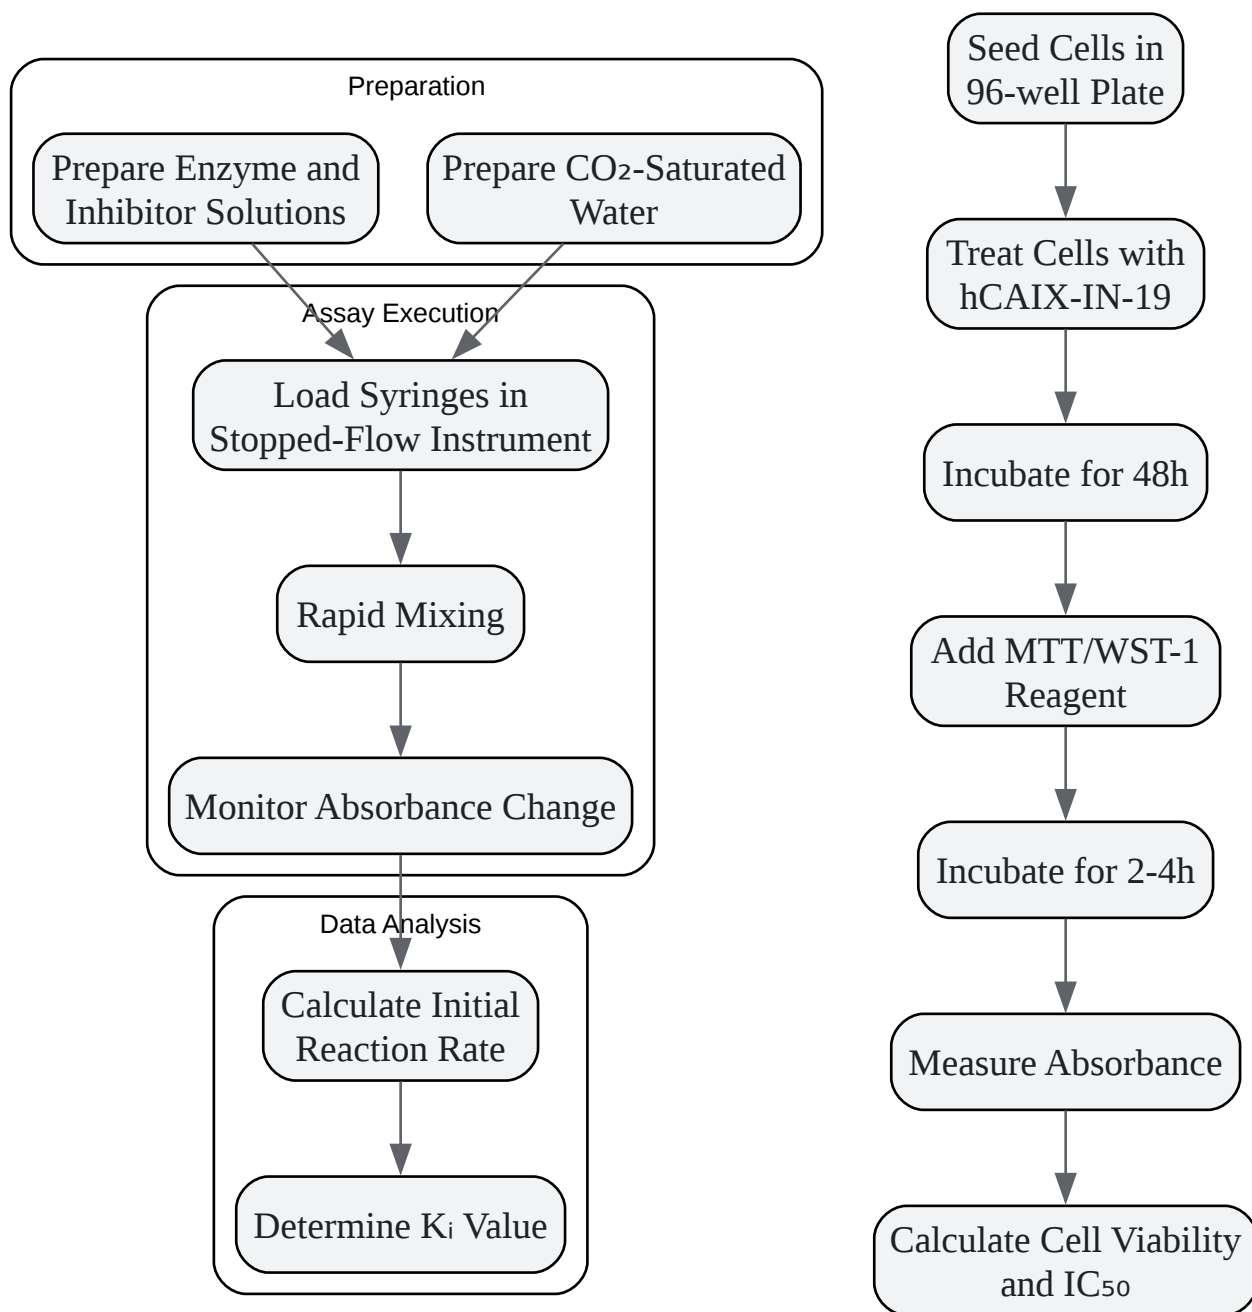 Preparation
Prepare Enzyme and
Inhibitor Solutions
Prepare CO₂-Saturated
Water
Assay Execution
Load Syringes in
Stopped-Flow Instrument
Rapid Mixing
Monitor Absorbance Change
Data Analysis
Calculate Initial
Reaction Rate
Determine Kᵢ Value
Seed Cells in
96-well Plate
Treat Cells with
hCAIX-IN-19
Incubate for 48h
Add MTT/WST-1
Reagent
Incubate for 2-4h
Measure Absorbance
Calculate Cell Viability
and IC₅₀